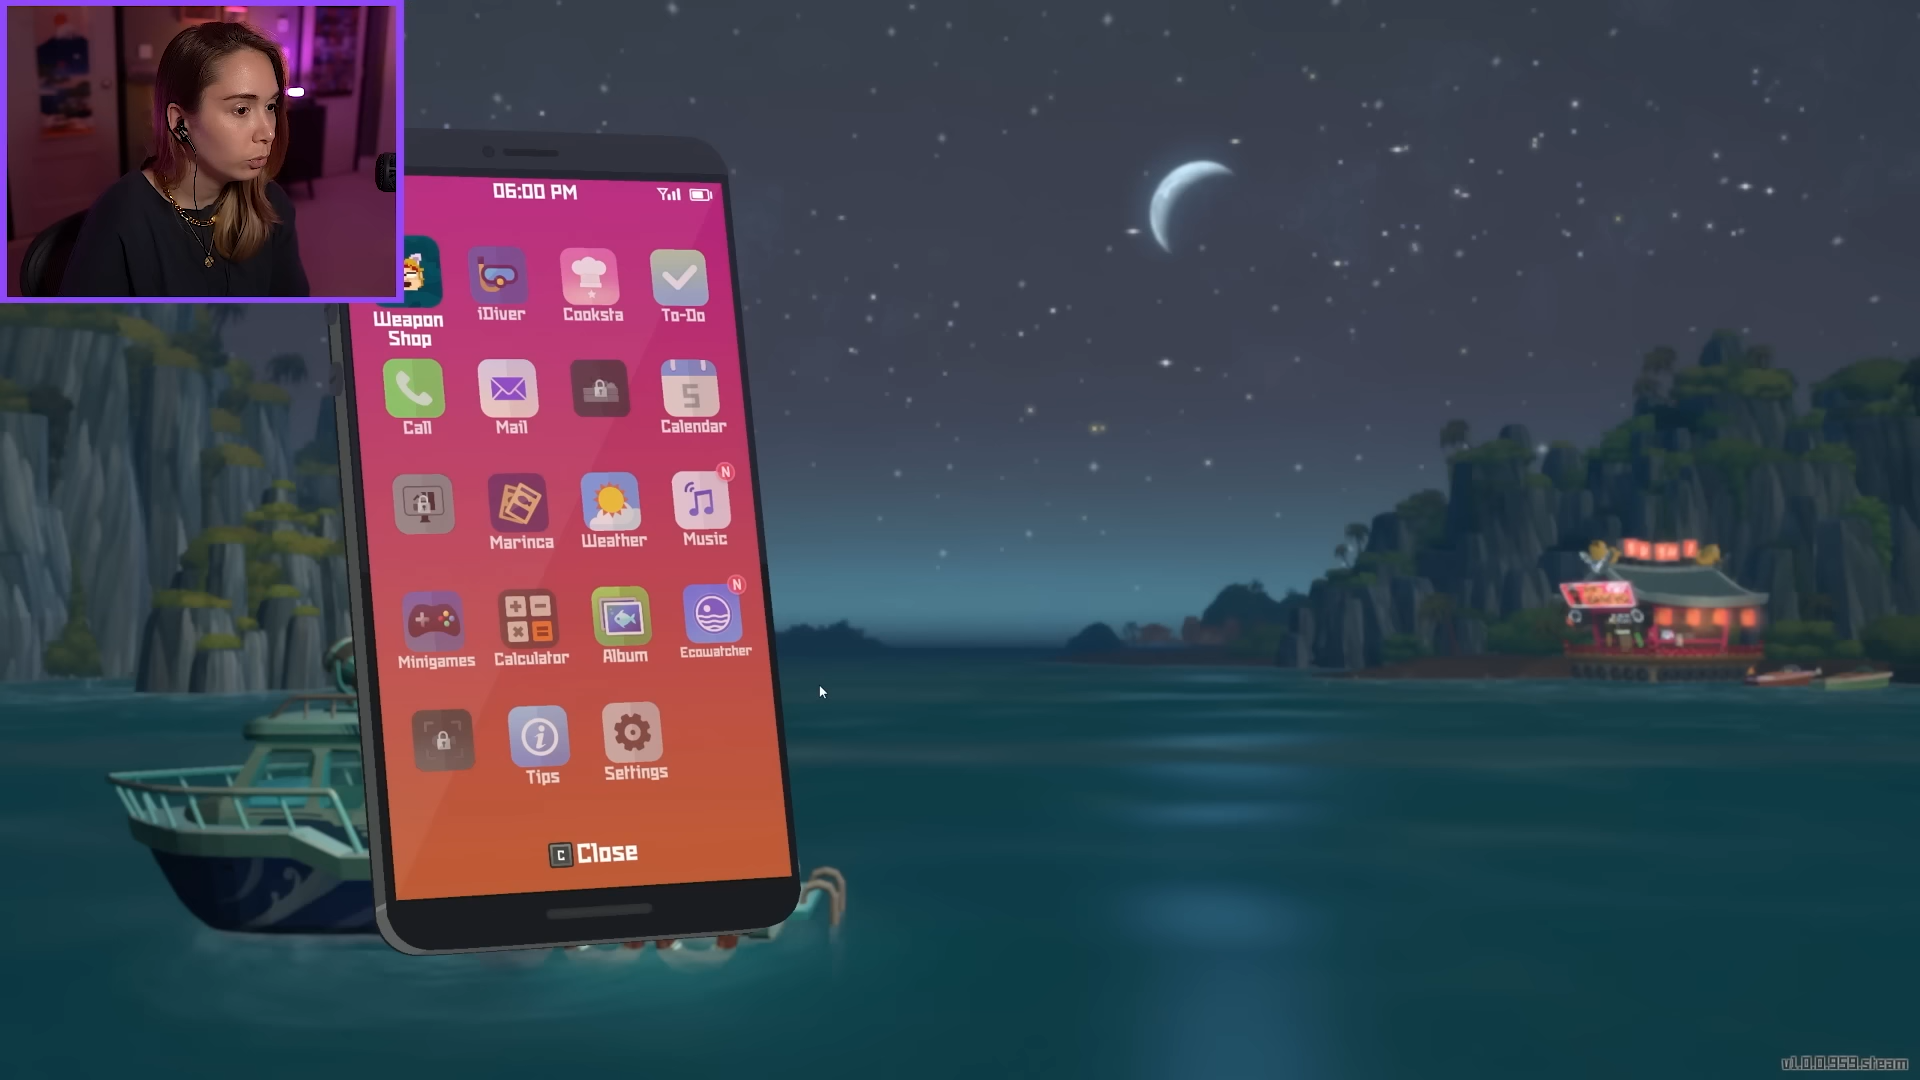 06:00 PM
Weapon
Shop
iDiver
Cooksta
To-Do
Call
Mail
5
Calendar
Marinca
Weather
N
Music
Minigames
Calculator
Album
N
Ecowatcher
Tips
Settings
C Close
v1.0.0.959.steam